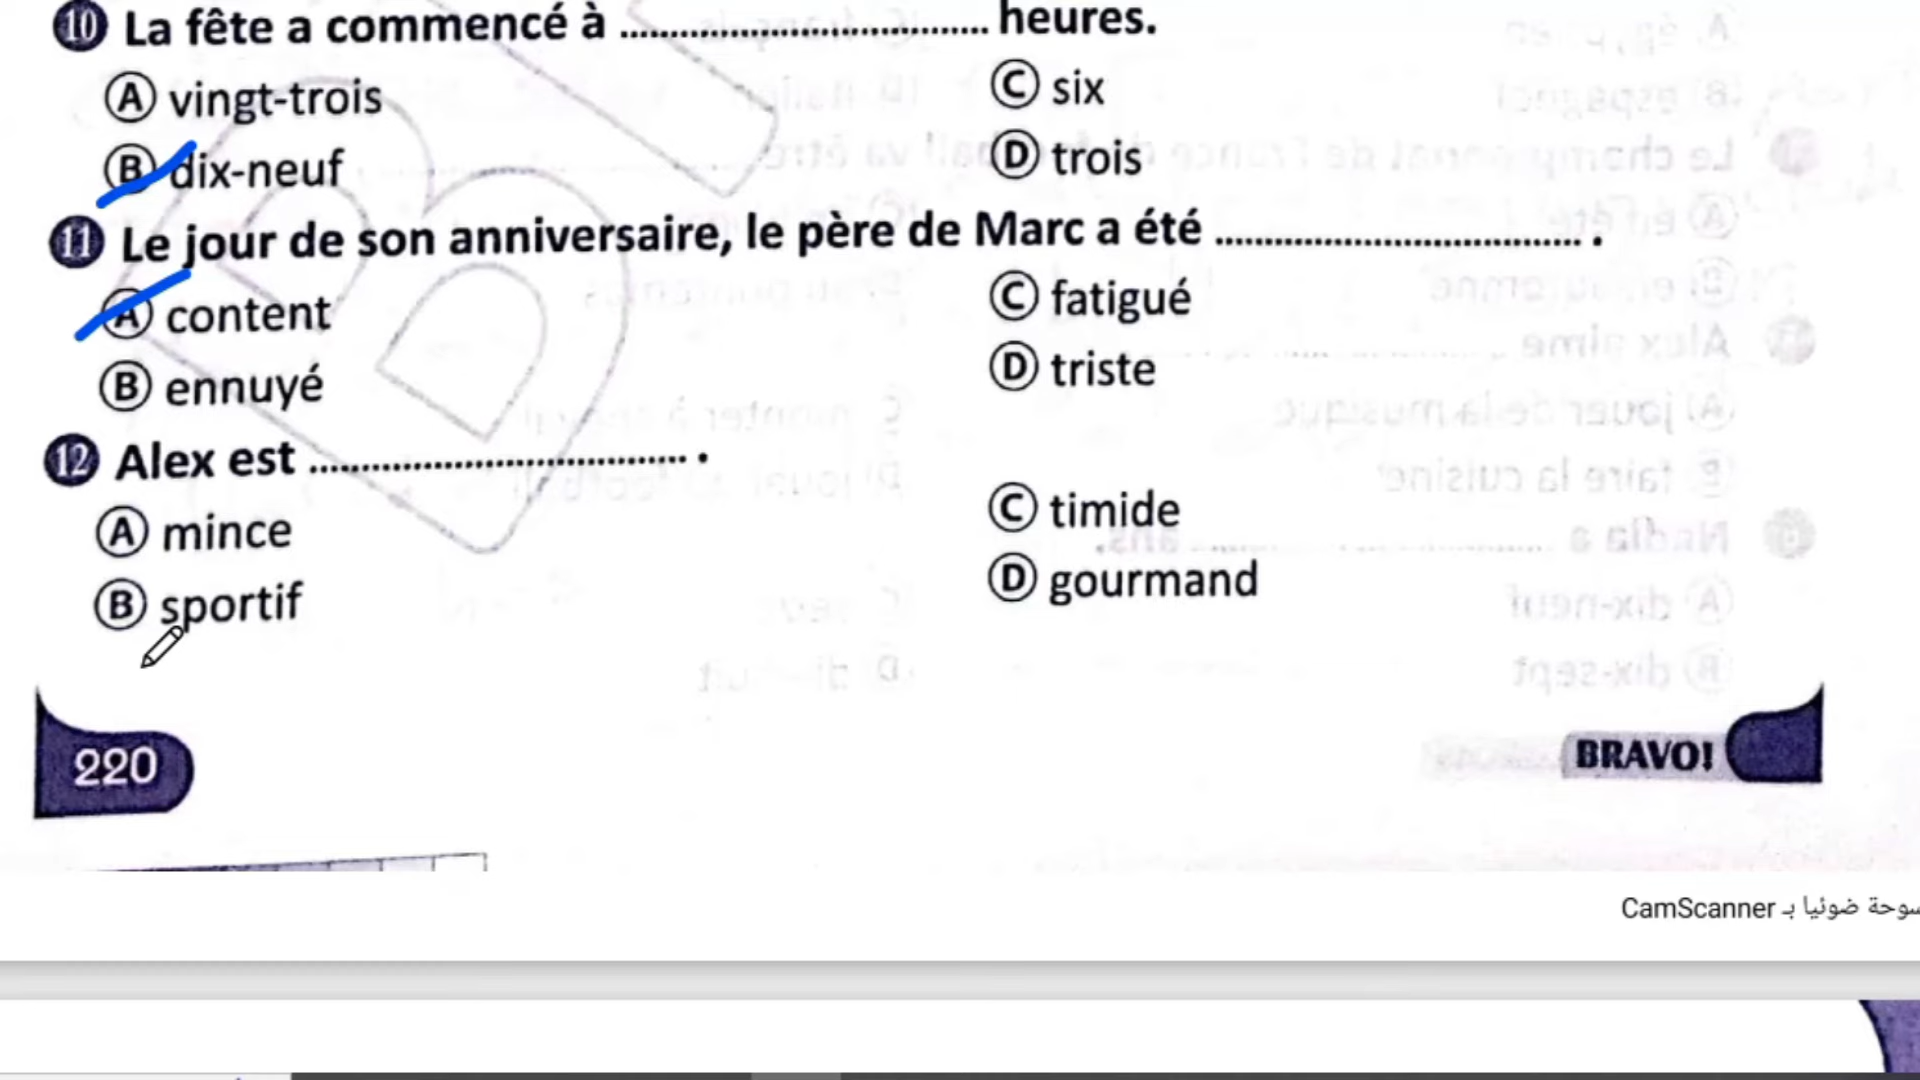 10 La fête a commencé à ........................ heures.
A vingt-trois
C six
B dix-neuf
D trois
11 Le jour de son anniversaire, le père de Marc a été ........................ .
A content
C fatigué
B ennuyé
D triste
12 Alex est ........................ .
A mince
C timide
B sportif
D gourmand
220
BRAVO!
ضوئيا بـ CamScanner